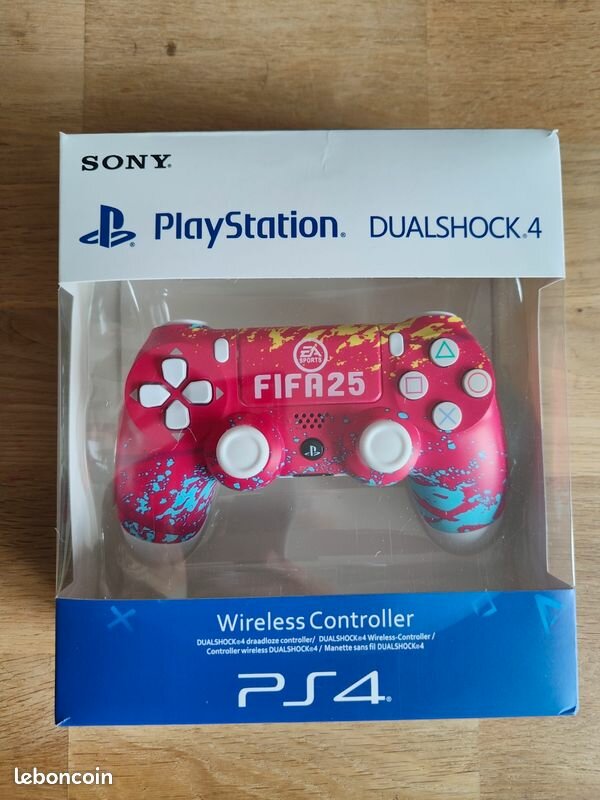 SONY
PlayStation®
DUALSHOCK®4
EA
SPORTS
FIFA25
Wireless Controller
DUALSHOCK®4 draadloze controller/ DUALSHOCK®4 Wireless-Controller /
Controller wireless DUALSHOCK®4 / Manette sans fil DUALSHOCK®4
PS4®
leboncoin